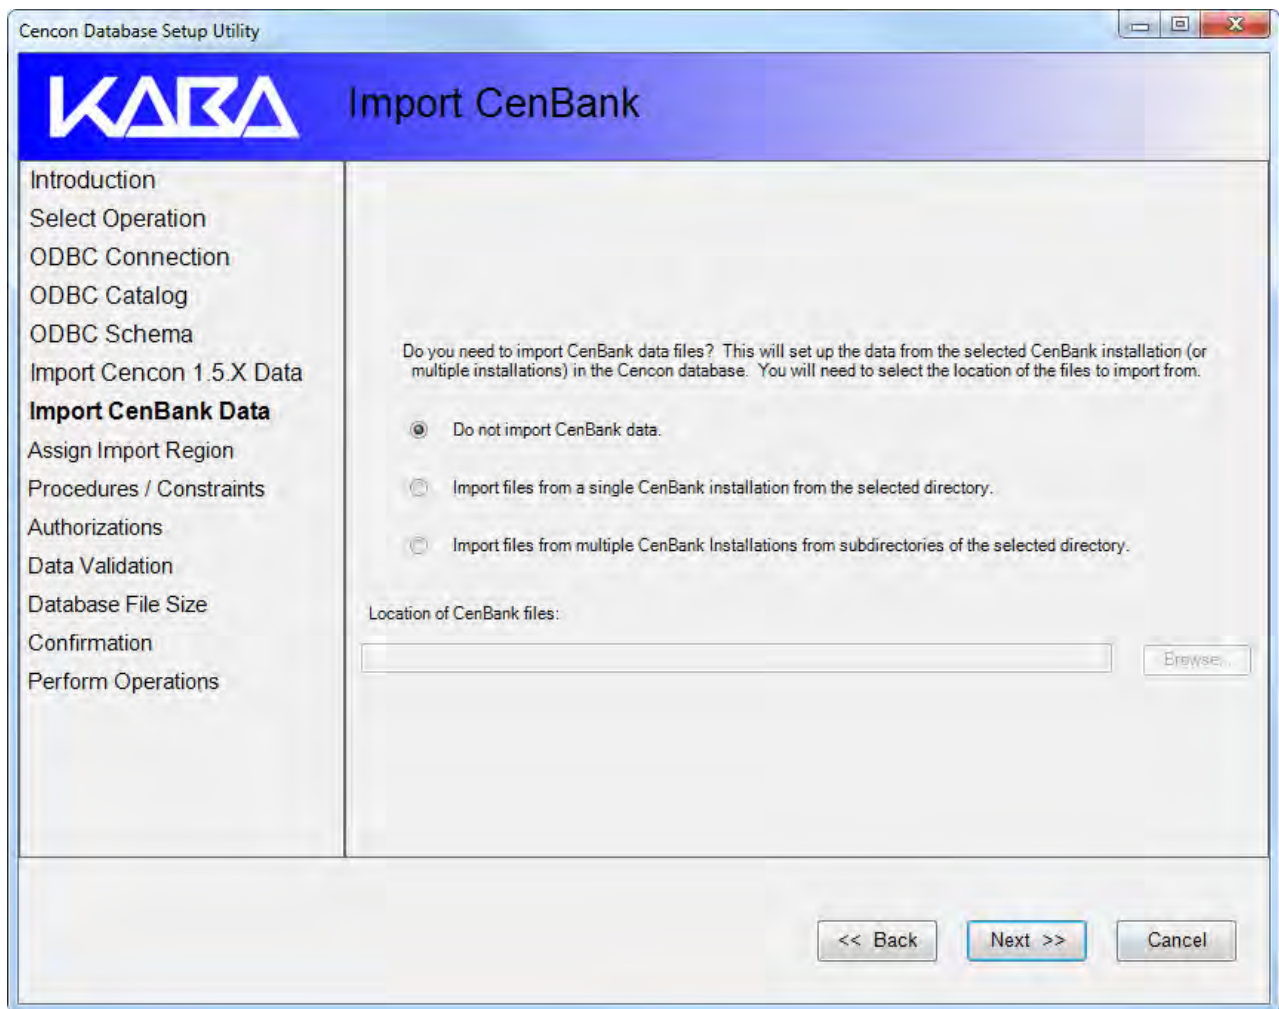 Cencon Database Setup Utility
KABA
Import CenBank
Introduction
Select Operation
ODBC Connection
ODBC Catalog
ODBC Schema
Import Cencon 1.5.X Data
Import CenBank Data
Assign Import Region
Procedures / Constraints
Authorizations
Data Validation
Database File Size
Confirmation
Perform Operations
Do you need to import CenBank data files? This will set up the data from the selected CenBank installation (or
multiple installations) in the Cencon database. You will need to select the location of the files to import from.
Do not import CenBank data.
Import files from a single CenBank installation from the selected directory.
Import files from multiple CenBank Installations from subdirectories of the selected directory.
Location of CenBank files:
Browse...
<< Back
Next >>
Cancel